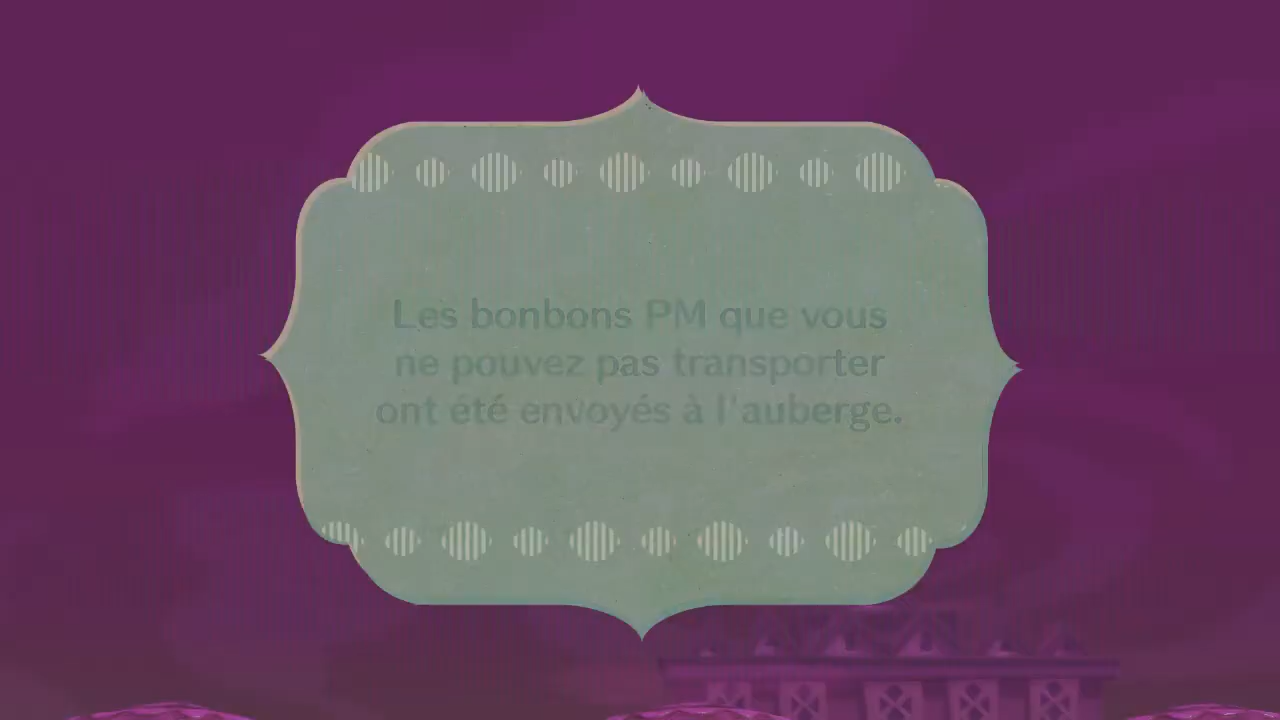 Les bonbons PM que vous
ne pouvez pas transporter
ont été envoyés à l'auberge.